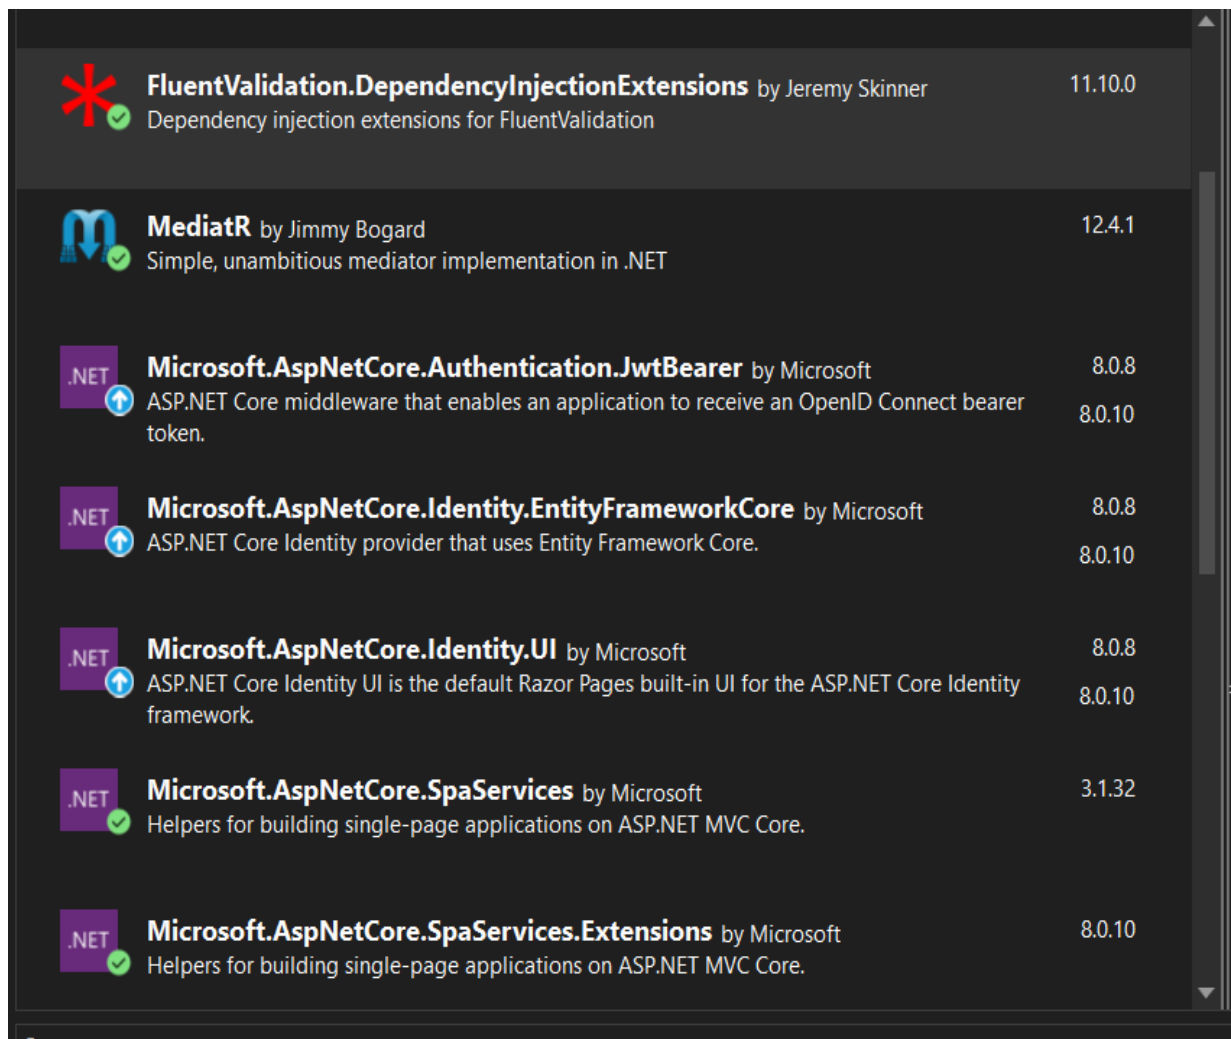 FluentValidation.DependencyInjectionExtensions by Jeremy Skinner 11.10.0
Dependency injection extensions for FluentValidation
MediatR by Jimmy Bogard 12.4.1
Simple, unambitious mediator implementation in .NET
.NET Microsoft.AspNetCore.Authentication.JwtBearer by Microsoft 8.0.8
ASP.NET Core middleware that enables an application to receive an OpenID Connect bearer 8.0.10
token.
.NET Microsoft.AspNetCore.Identity.EntityFrameworkCore by Microsoft 8.0.8
ASP.NET Core Identity provider that uses Entity Framework Core. 8.0.10
.NET Microsoft.AspNetCore.Identity.UI by Microsoft 8.0.8
ASP.NET Core Identity UI is the default Razor Pages built-in UI for the ASP.NET Core Identity 8.0.10
framework.
.NET Microsoft.AspNetCore.SpaServices by Microsoft 3.1.32
Helpers for building single-page applications on ASP.NET MVC Core.
.NET Microsoft.AspNetCore.SpaServices.Extensions by Microsoft 8.0.10
Helpers for building single-page applications on ASP.NET MVC Core.